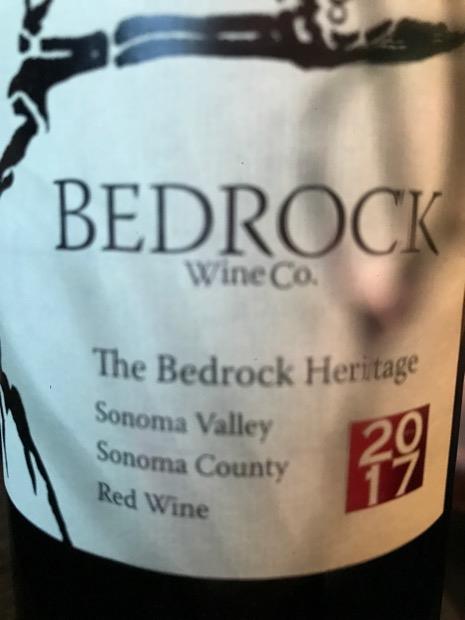 BEDROCK
Wine Co.
The Bedrock Heritage
Sonoma Valley
Sonoma County
Red Wine
20
17